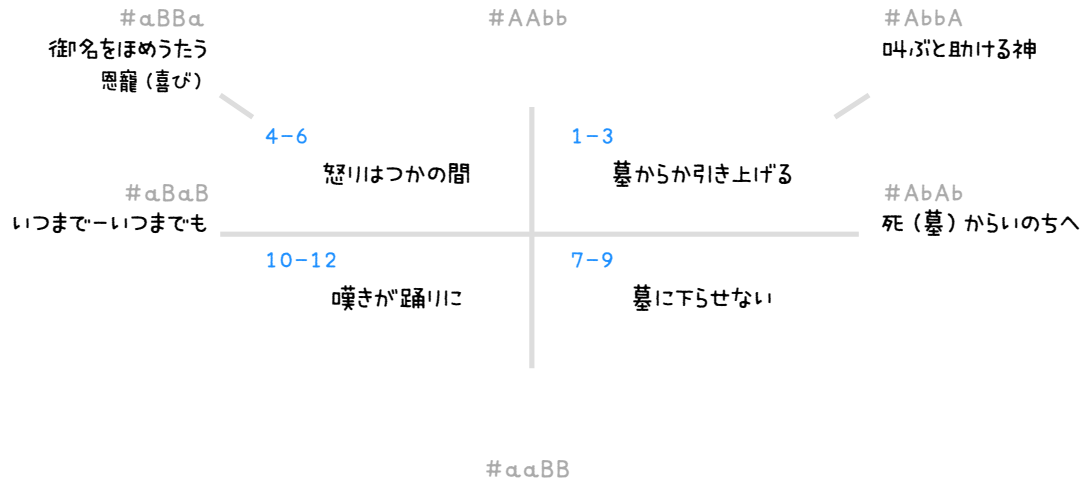 #aBBa
御名をほめうたう
恩寵（喜び）
#AAbb
#AbbA
叫ぶと助ける神
4-6
怒りはつかの間
1-3
墓からか引き上げる
#aBaB
いつまで－いつまでも
#AbAb
死（墓）からいのちへ
10-12
嘆きが踊りに
7-9
墓に下らせない
#aaBB